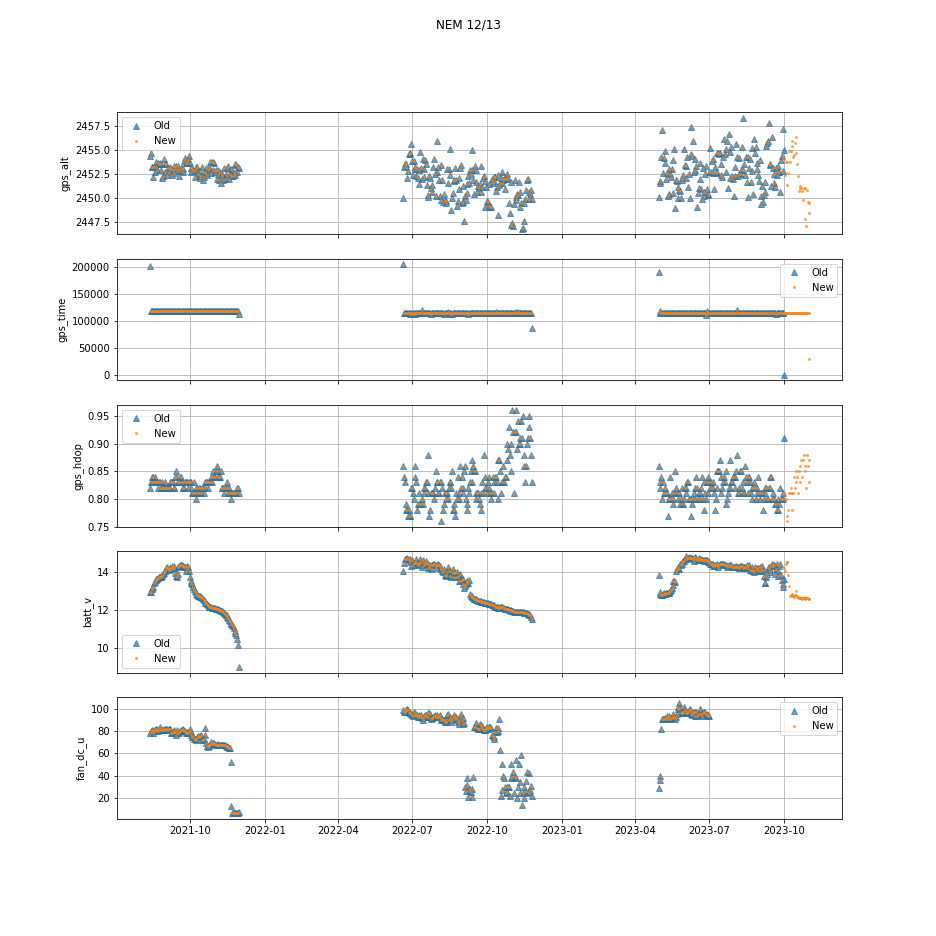 NEM 12/13
gps_alt
2457.5
2455.0
2452.5
2450.0
2447.5
Old
New
gps_time
200000
150000
100000
50000
0
Old
New
gps_hdop
0.95
0.90
0.85
0.80
0.75
Old
New
batt_v
14
12
10
Old
New
fan_dc_u
100
80
60
40
20
Old
New
2021-10 2022-01 2022-04 2022-07 2022-10 2023-01 2023-04 2023-07 2023-10